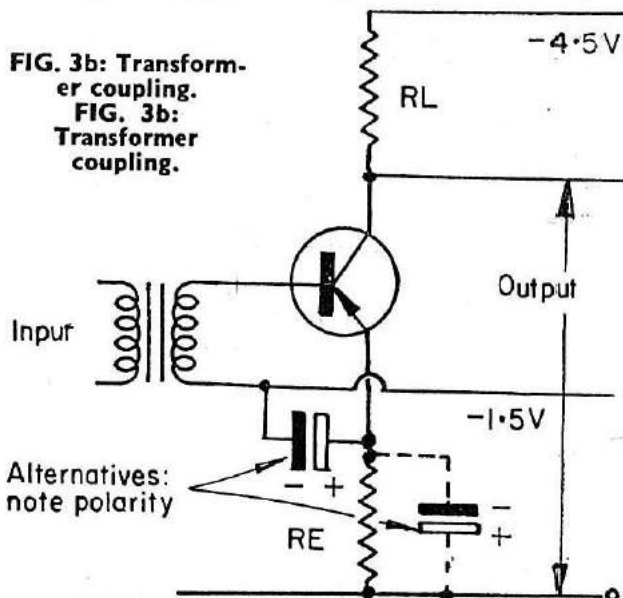 FIG. 3b: Transform-
er coupling.
FIG. 3b:
Transformer
coupling.
-4·5V
RL
Output
Input
-1·5V
Alternatives:
note polarity
- +
RE
-
+